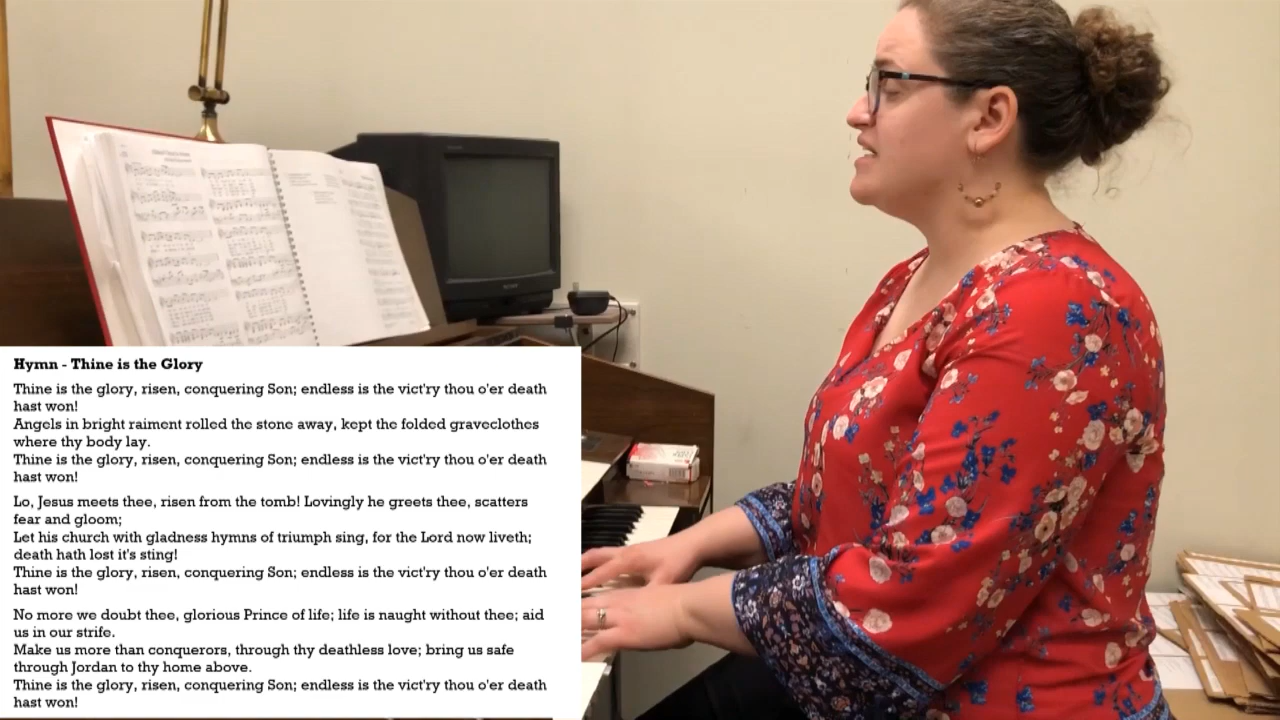 Hymn - Thine is the Glory
Thine is the glory, risen, conquering Son; endless is the vict'ry thou o'er death
hast won!
Angels in bright raiment rolled the stone away, kept the folded graveclothes
where thy body lay.
Thine is the glory, risen, conquering Son; endless is the vict'ry thou o'er death
hast won!
Lo, Jesus meets thee, risen from the tomb! Lovingly he greets thee, scatters
fear and gloom;
Let his church with gladness hymns of triumph sing, for the Lord now liveth;
death hath lost it's sting!
Thine is the glory, risen, conquering Son; endless is the vict'ry thou o'er death
hast won!
No more we doubt thee, glorious Prince of life; life is naught without thee; aid
us in our strife.
Make us more than conquerors, through thy deathless love; bring us safe
through Jordan to thy home above.
Thine is the glory, risen, conquering Son; endless is the vict'ry thou o'er death
hast won!